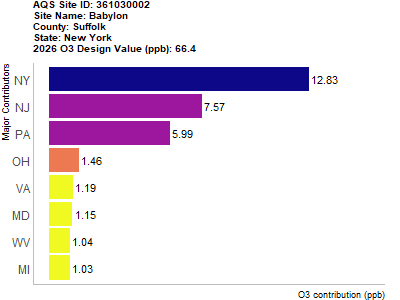 AQS Site ID: 361030002
Site Name: Babylon
County: Suffolk
State: New York
2026 O3 Design Value (ppb): 66.4
Major Contributors
NY 12.83
NJ 7.57
PA 5.99
OH 1.46
VA 1.19
MD 1.15
WV 1.04
MI 1.03
O3 contribution (ppb)